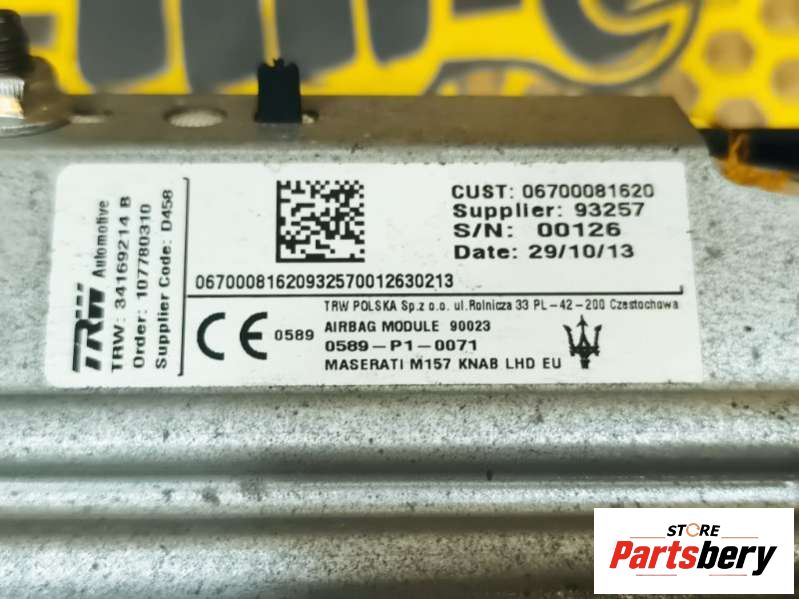 TRW Automotive
TRW: 34169214 B
Order: 107780310
Supplier Code: D458
CUST: 06700081620
Supplier: 93257
S/N: 00126
Date: 29/10/13
06700081620932570012630213
TRW POLSKA Sp.z o.o. ul.Rolnicza 33 PL-42-200 Czestochowa
CE 0589
AIRBAG MODULE 90023
0589-P1-0071
MASERATI M157 KNAB LHD EU
STORE
Partsbery